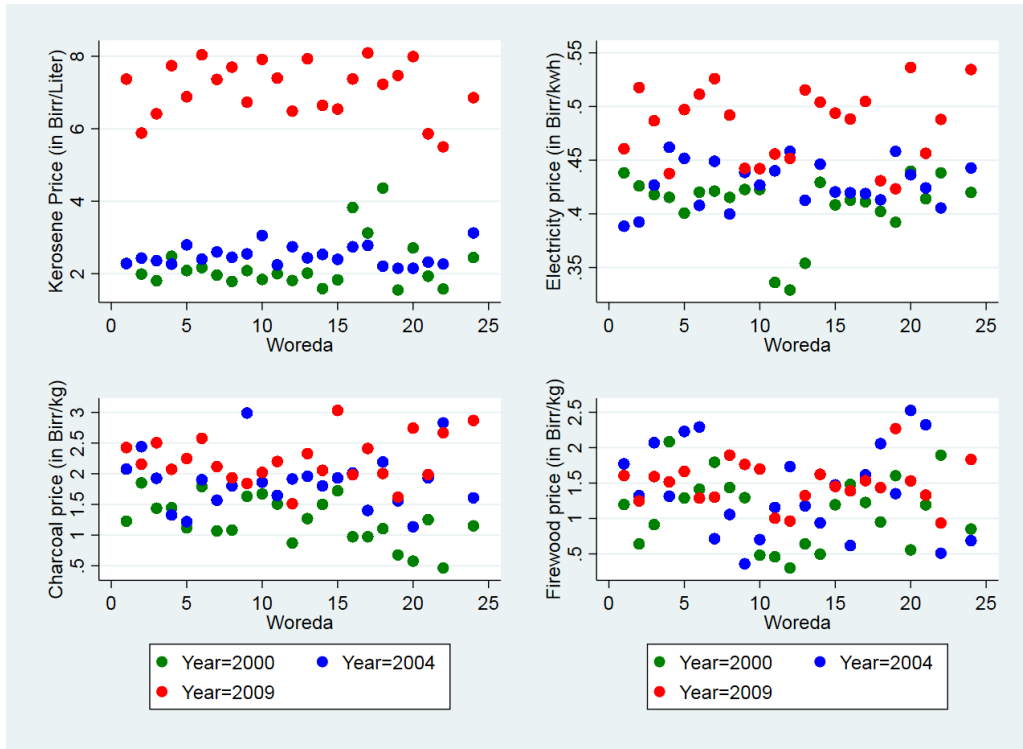 Kerosene Price (in Birr/Liter)
8
6
4
2
0 5 10 15 20 25
Woreda
Electricity price (in Birr/kwh)
.55
.5
.45
.4
.35
0 5 10 15 20 25
Woreda
Charcoal price (in Birr/kg)
3
2.5
2
1.5
1
.5
0 5 10 15 20 25
Woreda
Firewood price (in Birr/kg)
2.5
2
1.5
1
.5
0 5 10 15 20 25
Woreda
Year=2000 Year=2004
Year=2009
Year=2000 Year=2004
Year=2009